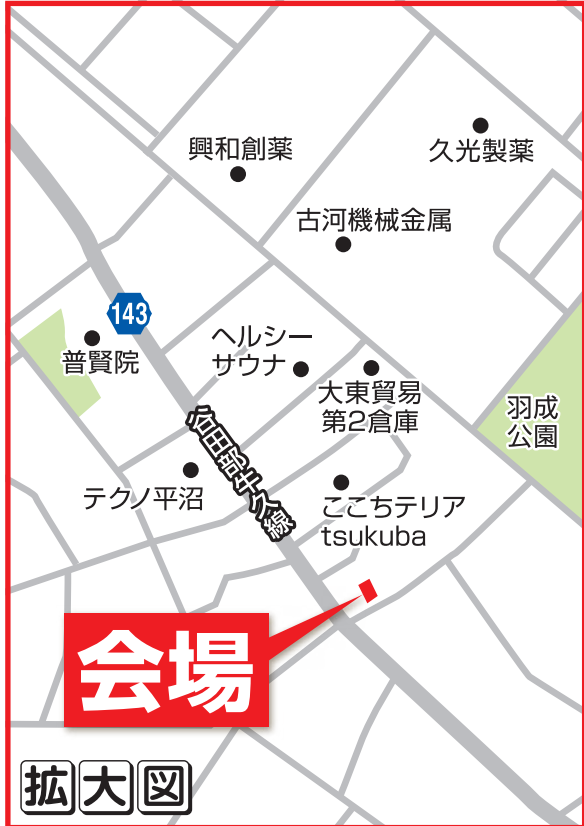 久光製薬
興和創薬
古河機械金属
143
ヘルシー
サウナ
普賢院
大東貿易
第2倉庫
羽成
公園
谷田部牛久線
テクノ平沼
ここちテリア
tsukuba
会場
拡大図